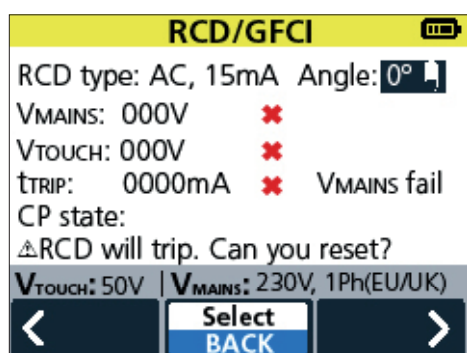 RCD/GFCI
RCD type: AC, 15mA Angle: 0°
VMAINS: 000V
VTOUCH: 000V
tTRIP: 0000mA VMAINS fail
CP state:
⚠RCD will trip. Can you reset?
VTOUCH: 50V | VMAINS: 230V, 1Ph(EU/UK)
Select
BACK